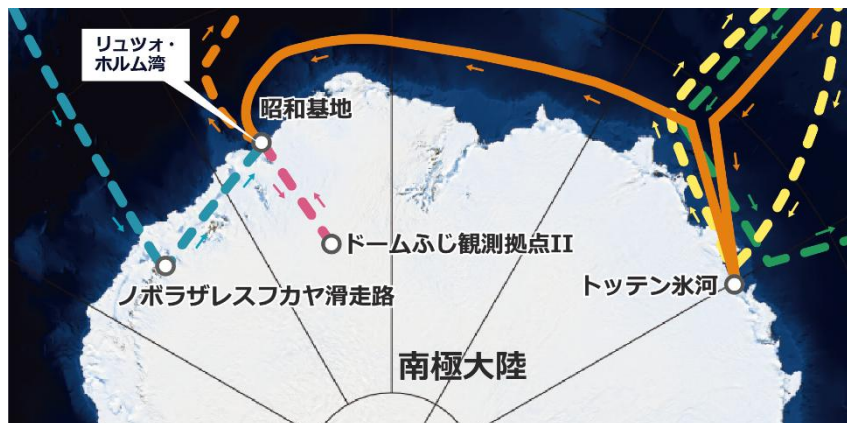 リュツォ・
ホルム湾
昭和基地
ドームふじ観測拠点II
ノボラザレスフカヤ滑走路
トッテン氷河
南極大陸